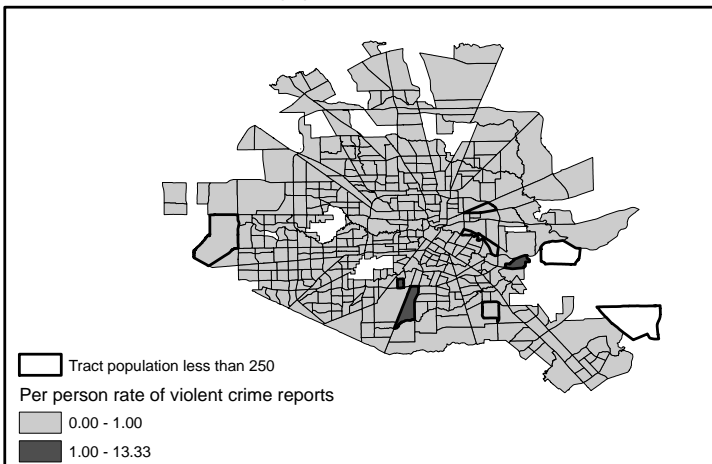 Tract population less than 250
Per person rate of violent crime reports
0.00 - 1.00
1.00 - 13.33